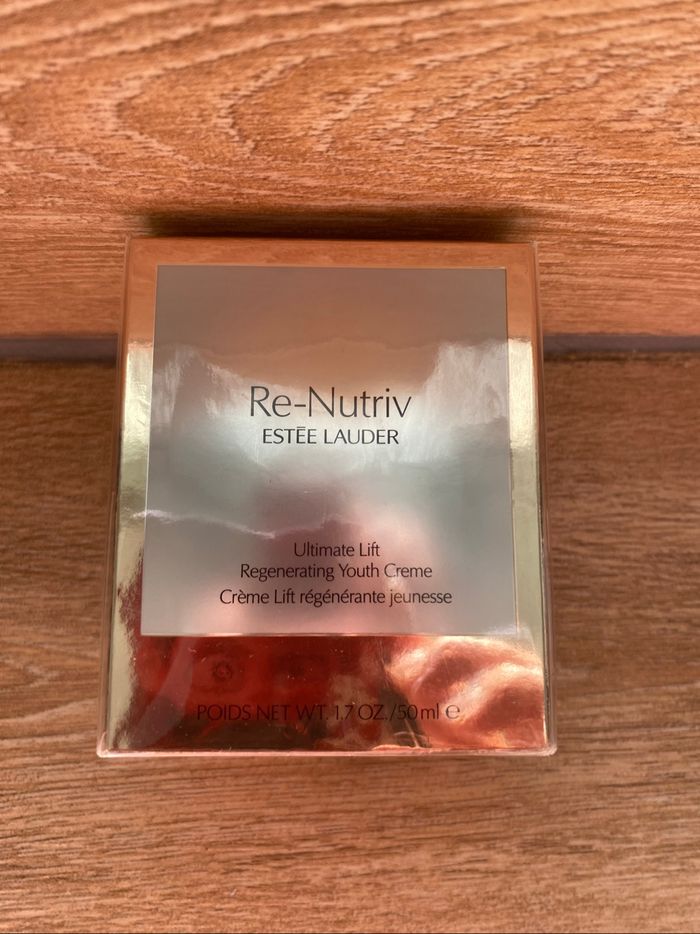 Re-Nutriv
ESTĒE LAUDER
Ultimate Lift
Regenerating Youth Creme
Crème Lift régénérante jeunesse
POIDS NET WT. 1.7 OZ./50 ml ℮